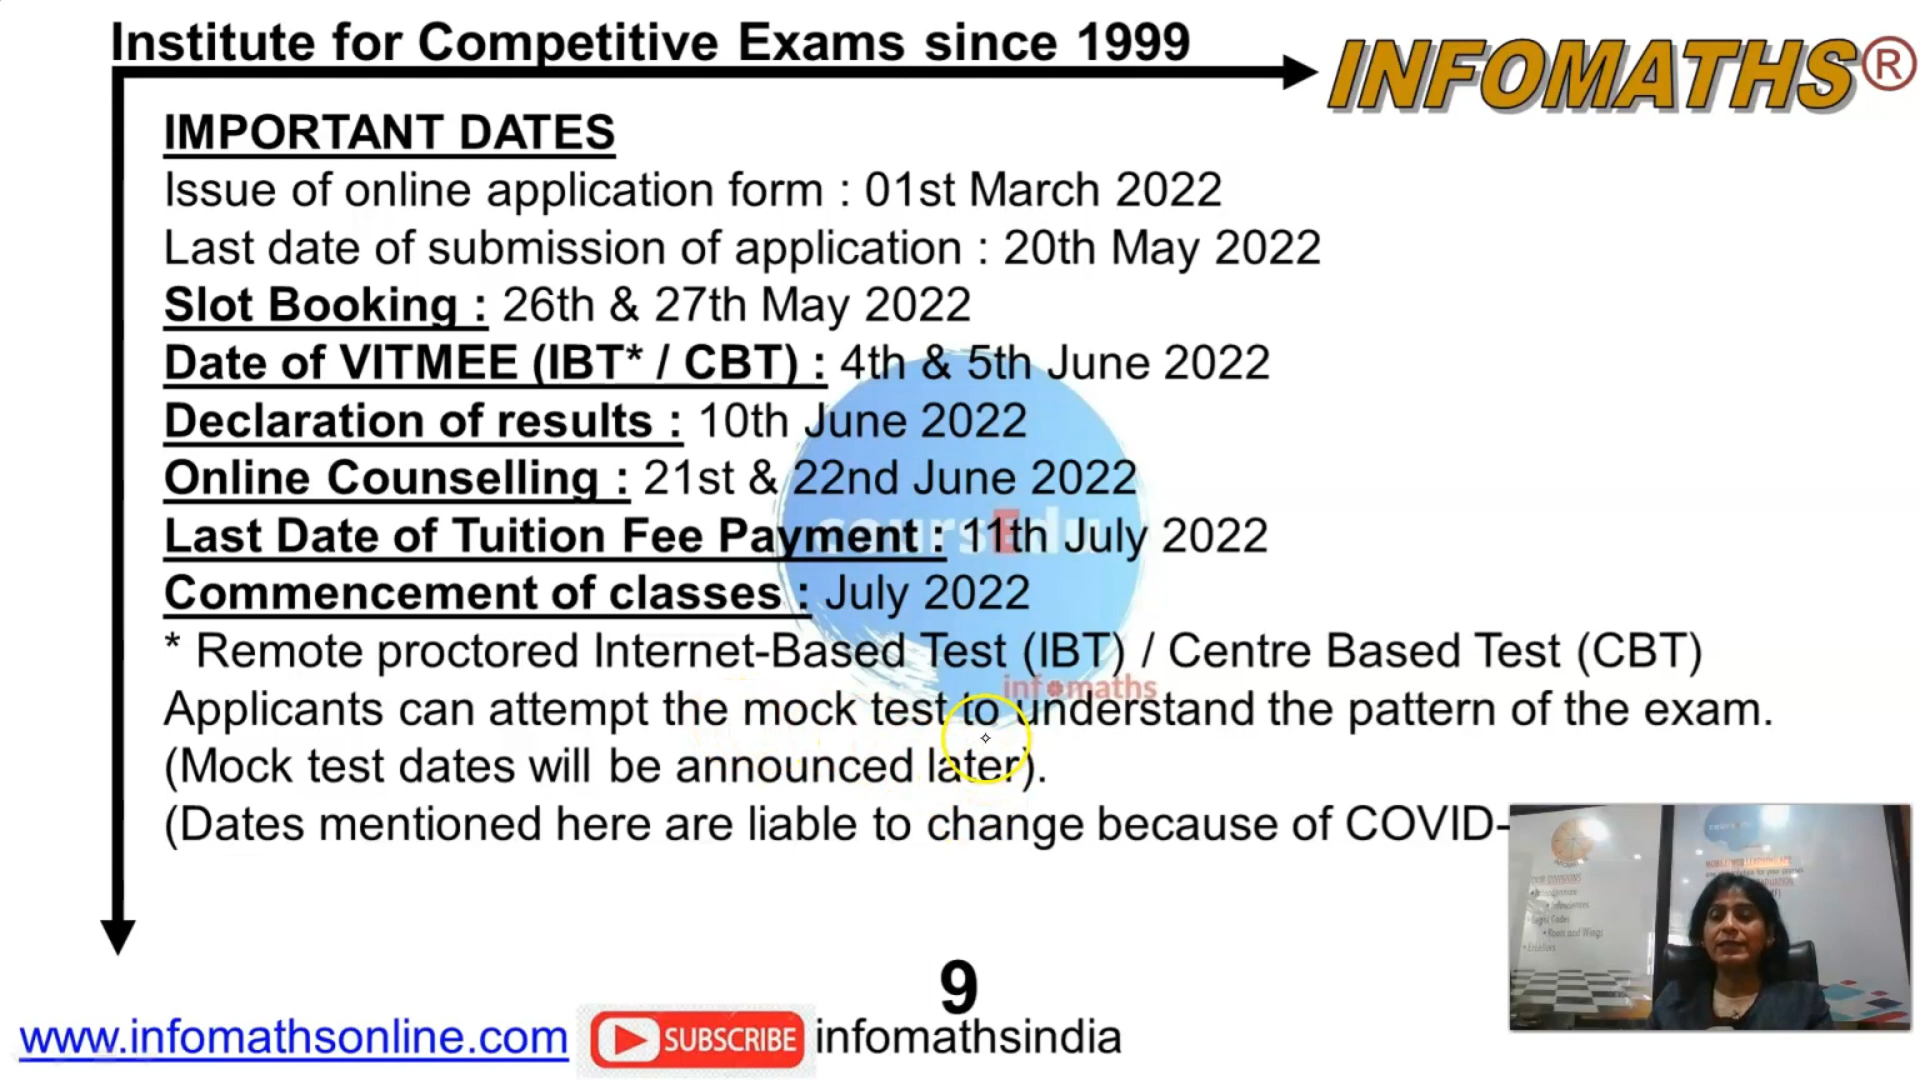 Institute for Competitive Exams since 1999
INFOMATHS®
IMPORTANT DATES
Issue of online application form : 01st March 2022
Last date of submission of application : 20th May 2022
Slot Booking : 26th & 27th May 2022
Date of VITMEE (IBT* / CBT) : 4th & 5th June 2022
Declaration of results : 10th June 2022
Online Counselling : 21st & 22nd June 2022
Last Date of Tuition Fee Payment : 11th July 2022
coursEdu
Commencement of classes : July 2022
* Remote proctored Internet-Based Test (IBT) / Centre Based Test (CBT)
infomaths
Applicants can attempt the mock test to understand the pattern of the exam.
(Mock test dates will be announced later).
(Dates mentioned here are liable to change because of COVID-
9
www.infomathsonline.com SUBSCRIBE infomathsindia